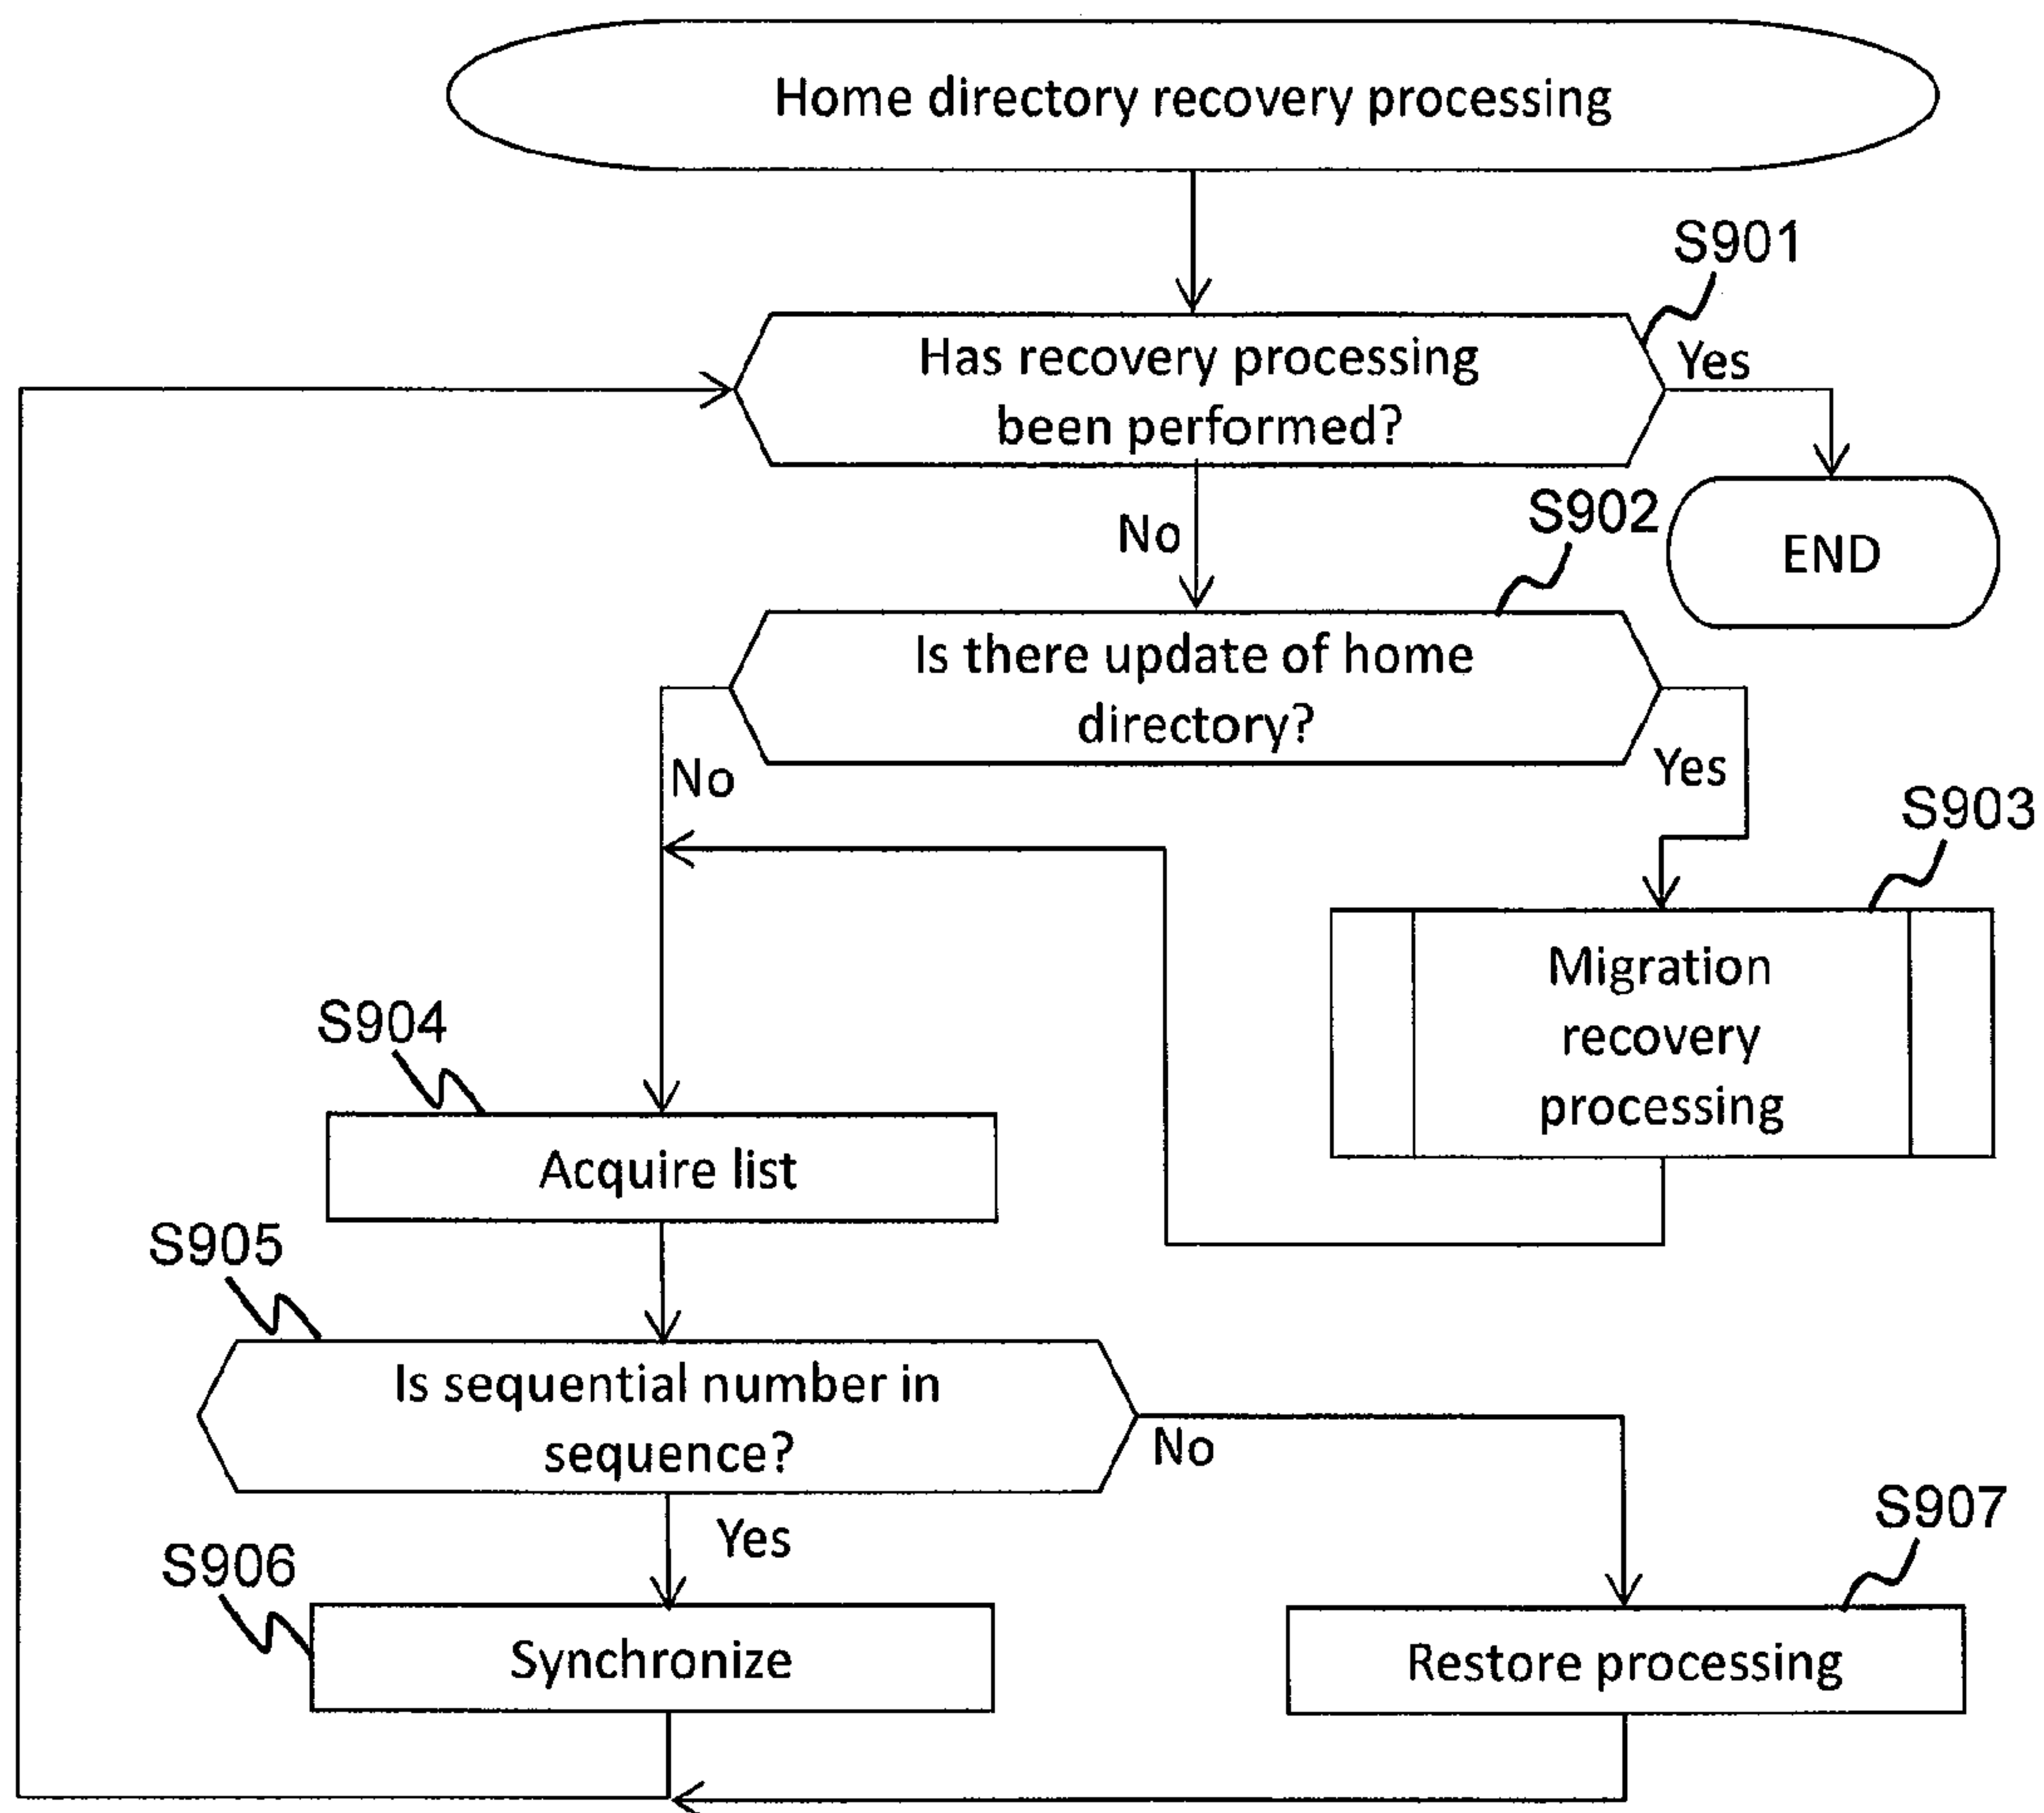 Home directory recovery processing
S901
Has recovery processing
been performed?
Yes
No
END
S902
Is there update of home
directory?
No
Yes
S903
Migration
recovery
processing
S904
Acquire list
S905
Is sequential number in
sequence?
No
Yes
S906
Synchronize
S907
Restore processing